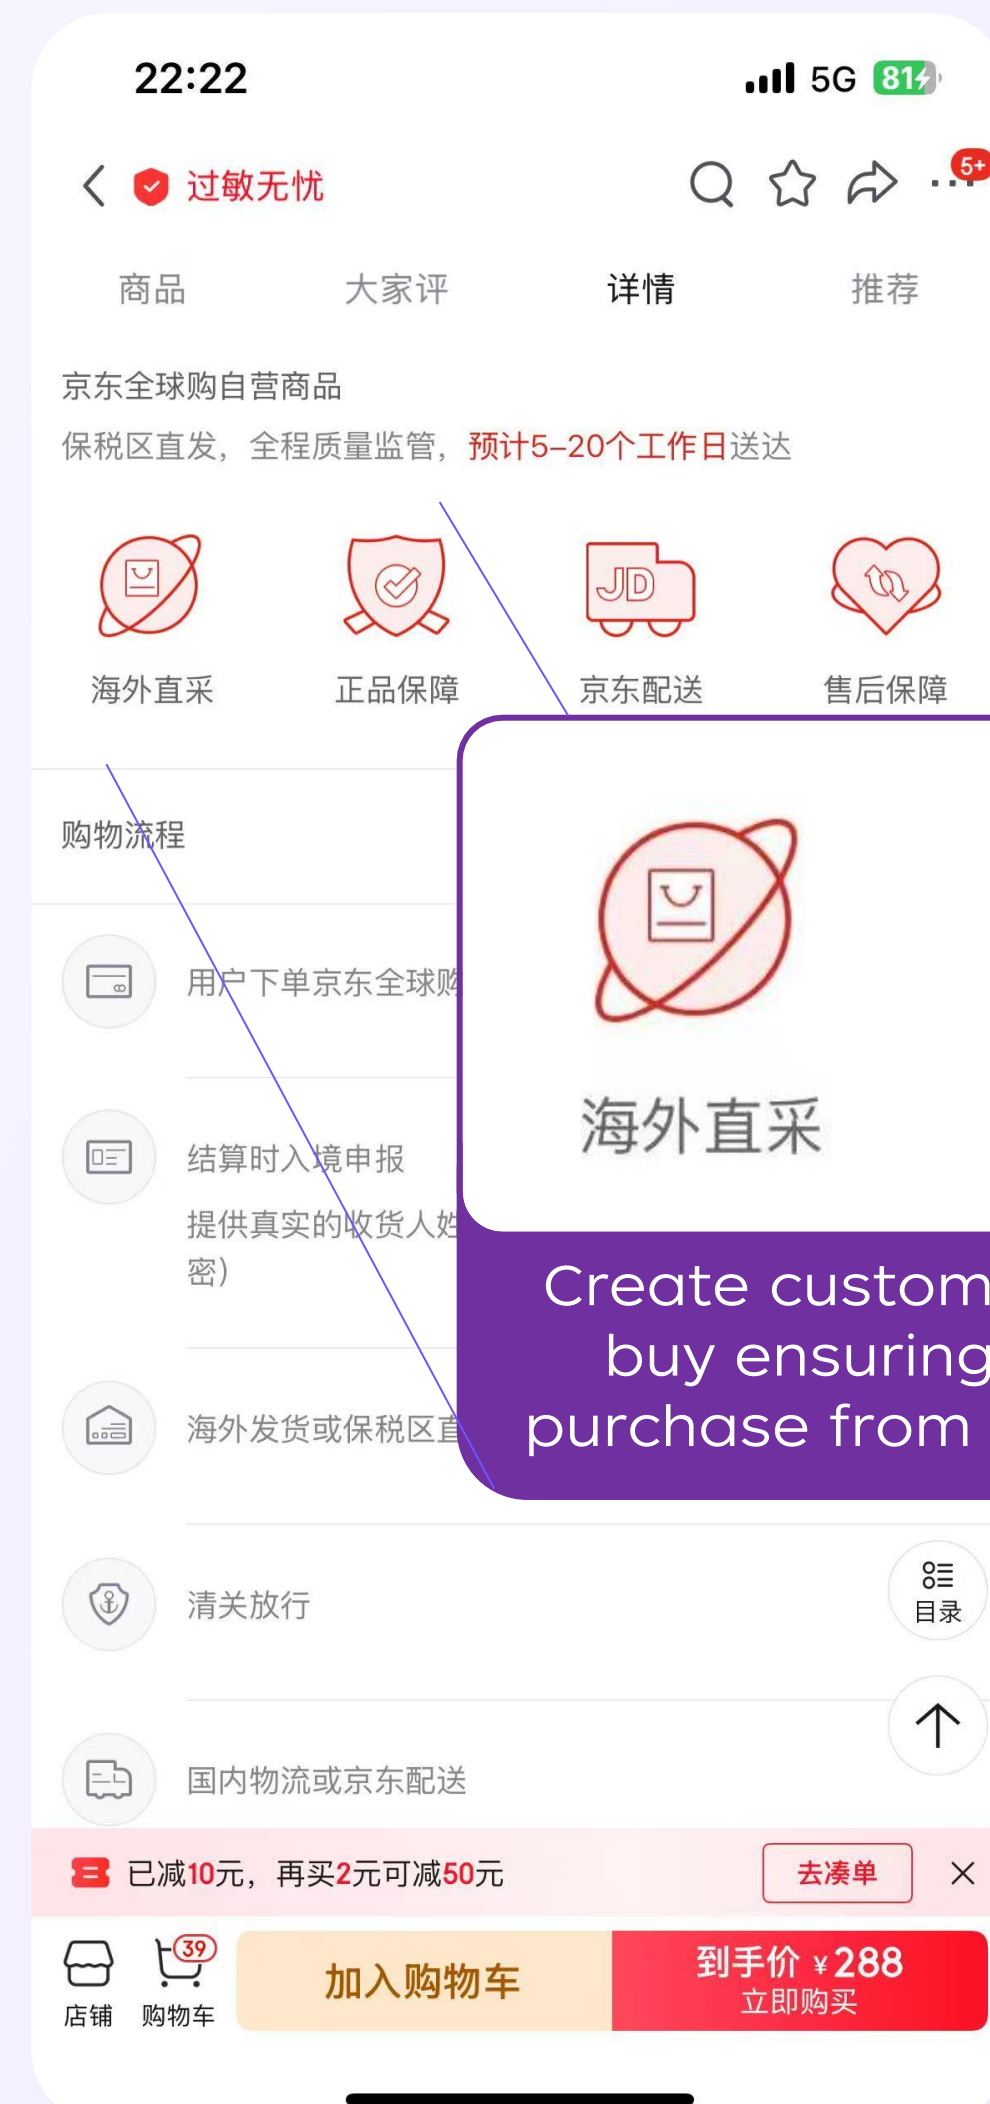 22:22
5G 81
过敏无忧
5+
商品 大家评 详情 推荐
京东全球购自营商品
保税区直发，全程质量监管，预计5-20个工作日送达
JD
海外直采 正品保障 京东配送 售后保障
购物流程
用户下单京东全球购
海外直采
结算时入境申报
提供真实的收货人姓
密）
Create custom
buy ensuring
purchase from
海外发货或保税区直
目录
清关放行
国内物流或京东配送
已减10元，再买2元可减50元
去凑单
39
店铺 购物车
加入购物车
到手价 ¥288
立即购买